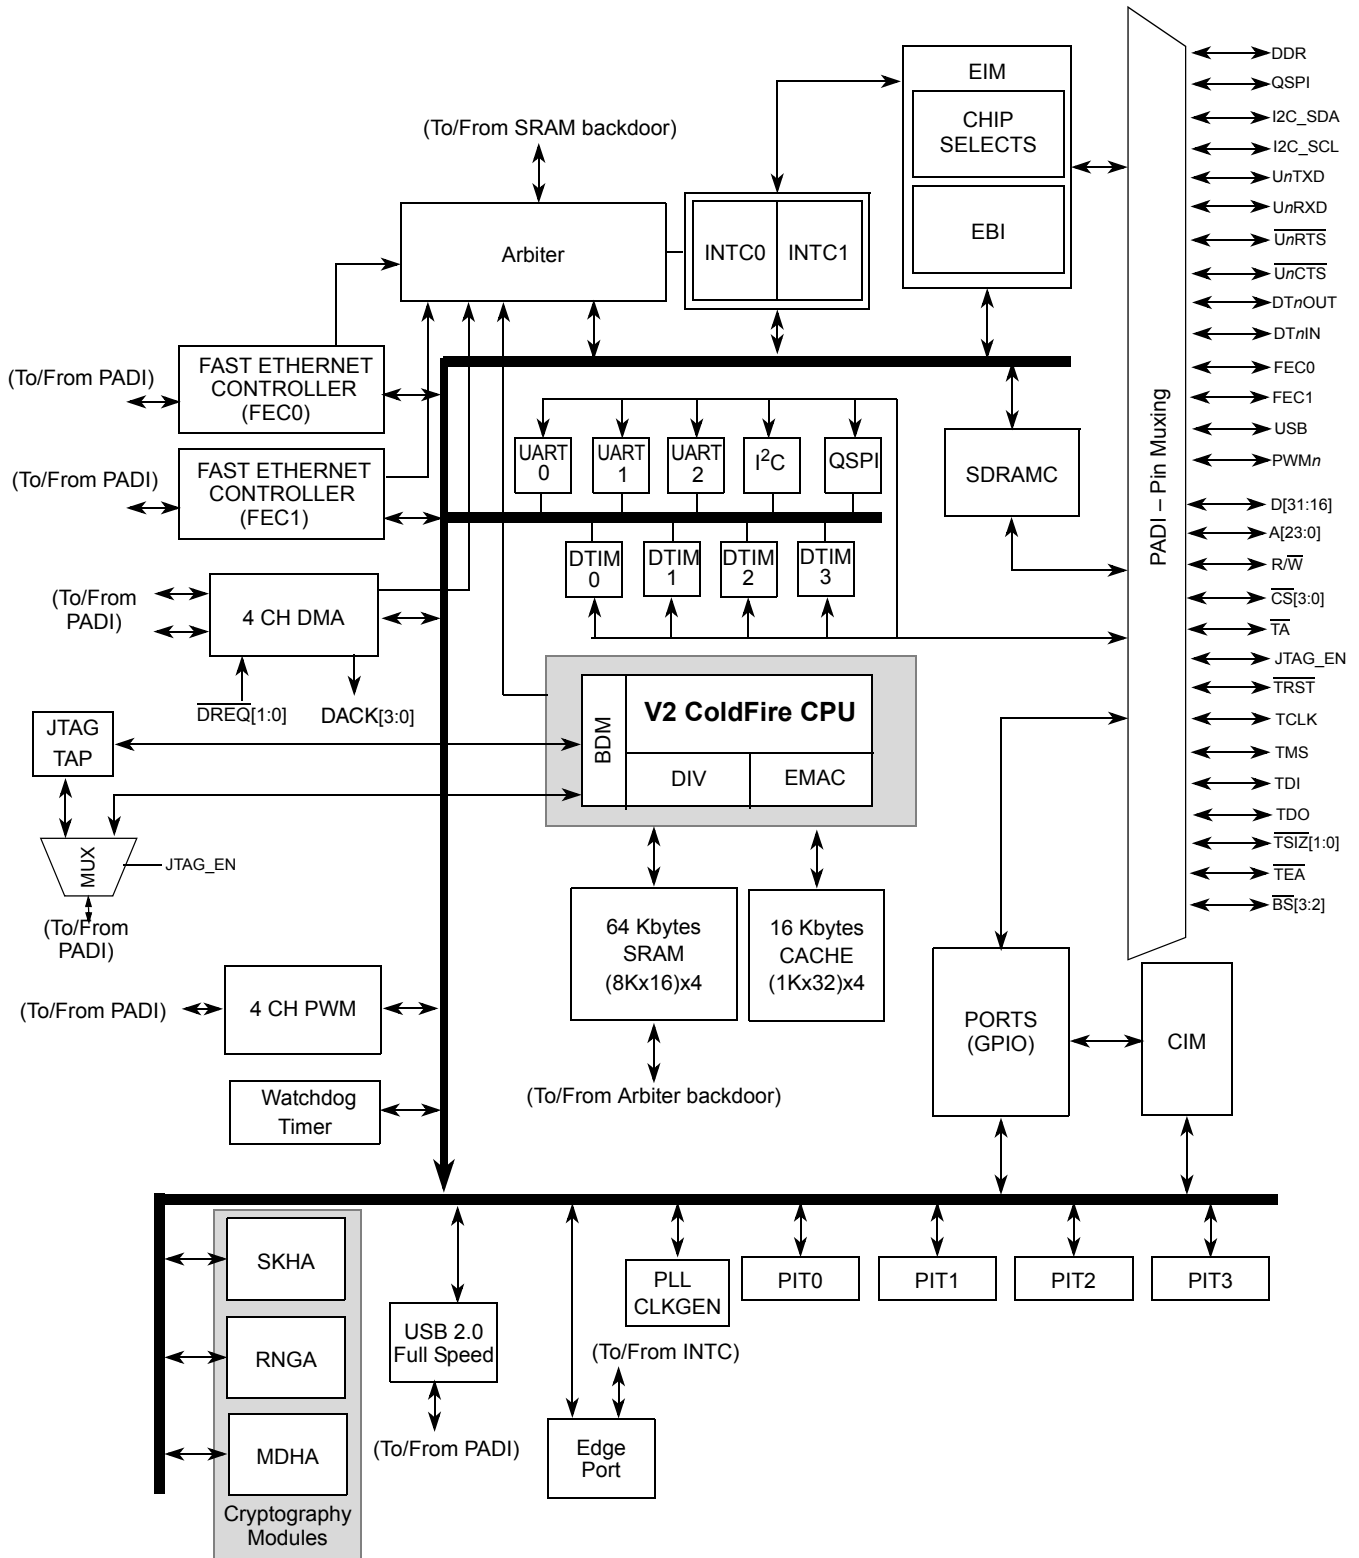 EIM
CHIP
SELECTS
EBI
(To/From SRAM backdoor)
Arbiter
INTC0
INTC1
(To/From PADI)
FAST ETHERNET
CONTROLLER
(FEC0)
(To/From PADI)
FAST ETHERNET
CONTROLLER
(FEC1)
UART
0
UART
1
UART
2
I²C
QSPI
SDRAMC
DTIM
0
DTIM
1
DTIM
2
DTIM
3
(To/From
PADI)
4 CH DMA
DREQ[1:0]
DACK[3:0]
JTAG
TAP
BDM
V2 ColdFire CPU
DIV
EMAC
MUX
JTAG_EN
(To/From
PADI)
64 Kbytes
SRAM
(8Kx16)x4
16 Kbytes
CACHE
(1Kx32)x4
(To/From PADI)
4 CH PWM
PORTS
(GPIO)
CIM
Watchdog
Timer
(To/From Arbiter backdoor)
PADI – Pin Muxing
DDR
QSPI
I2C_SDA
I2C_SCL
UnTXD
UnRXD
UnRTS
UnCTS
DTnOUT
DTnIN
FEC0
FEC1
USB
PWMn
D[31:16]
A[23:0]
R/W
CS[3:0]
TA
JTAG_EN
TRST
TCLK
TMS
TDI
TDO
TSIZ[1:0]
TEA
BS[3:2]
SKHA
RNGA
MDHA
Cryptography
Modules
USB 2.0
Full Speed
(To/From PADI)
PLL
CLKGEN
(To/From INTC)
Edge
Port
PIT0
PIT1
PIT2
PIT3